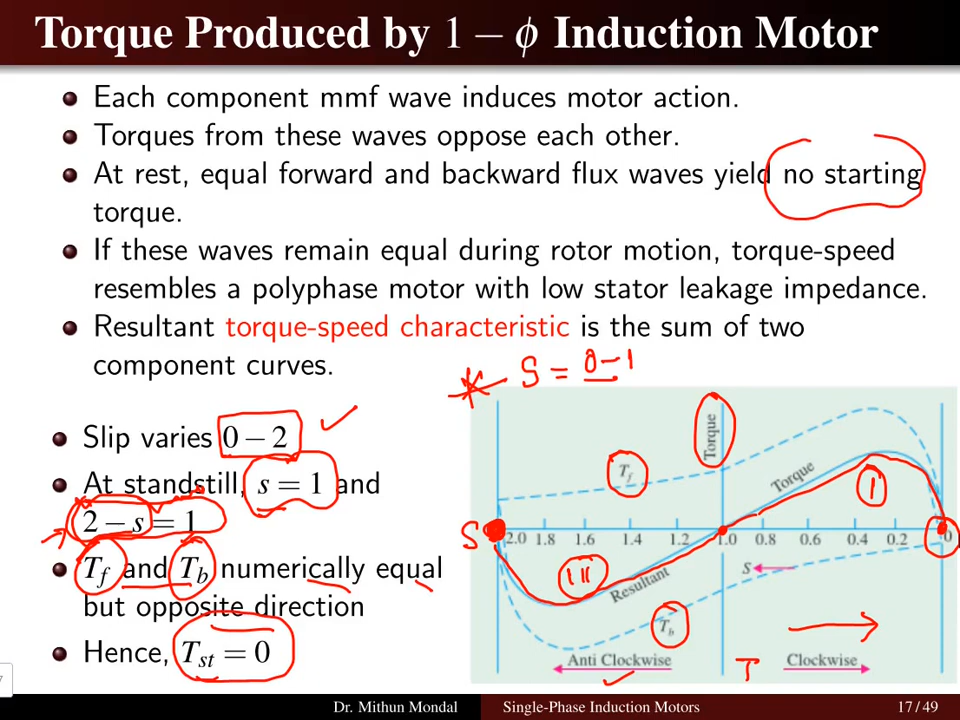 Torque Produced by 1 − ϕ Induction Motor
Each component mmf wave induces motor action.
Torques from these waves oppose each other.
At rest, equal forward and backward flux waves yield no starting
torque.
If these waves remain equal during rotor motion, torque-speed
resembles a polyphase motor with low stator leakage impedance.
Resultant torque-speed characteristic is the sum of two
component curves.
S = 0-1
Slip varies 0 − 2
At standstill, s = 1 and
2 − s = 1
T_f and T_b numerically equal
but opposite direction
Hence, T_st = 0
Torque
T_f
Torque
I
S
2.0 1.8 1.6 1.4 1.2 1.0 0.8 0.6 0.4 0.2 0
III
Resultant
S
T_b
Anti Clockwise
T
Clockwise
Dr. Mithun Mondal Single-Phase Induction Motors 17 / 49